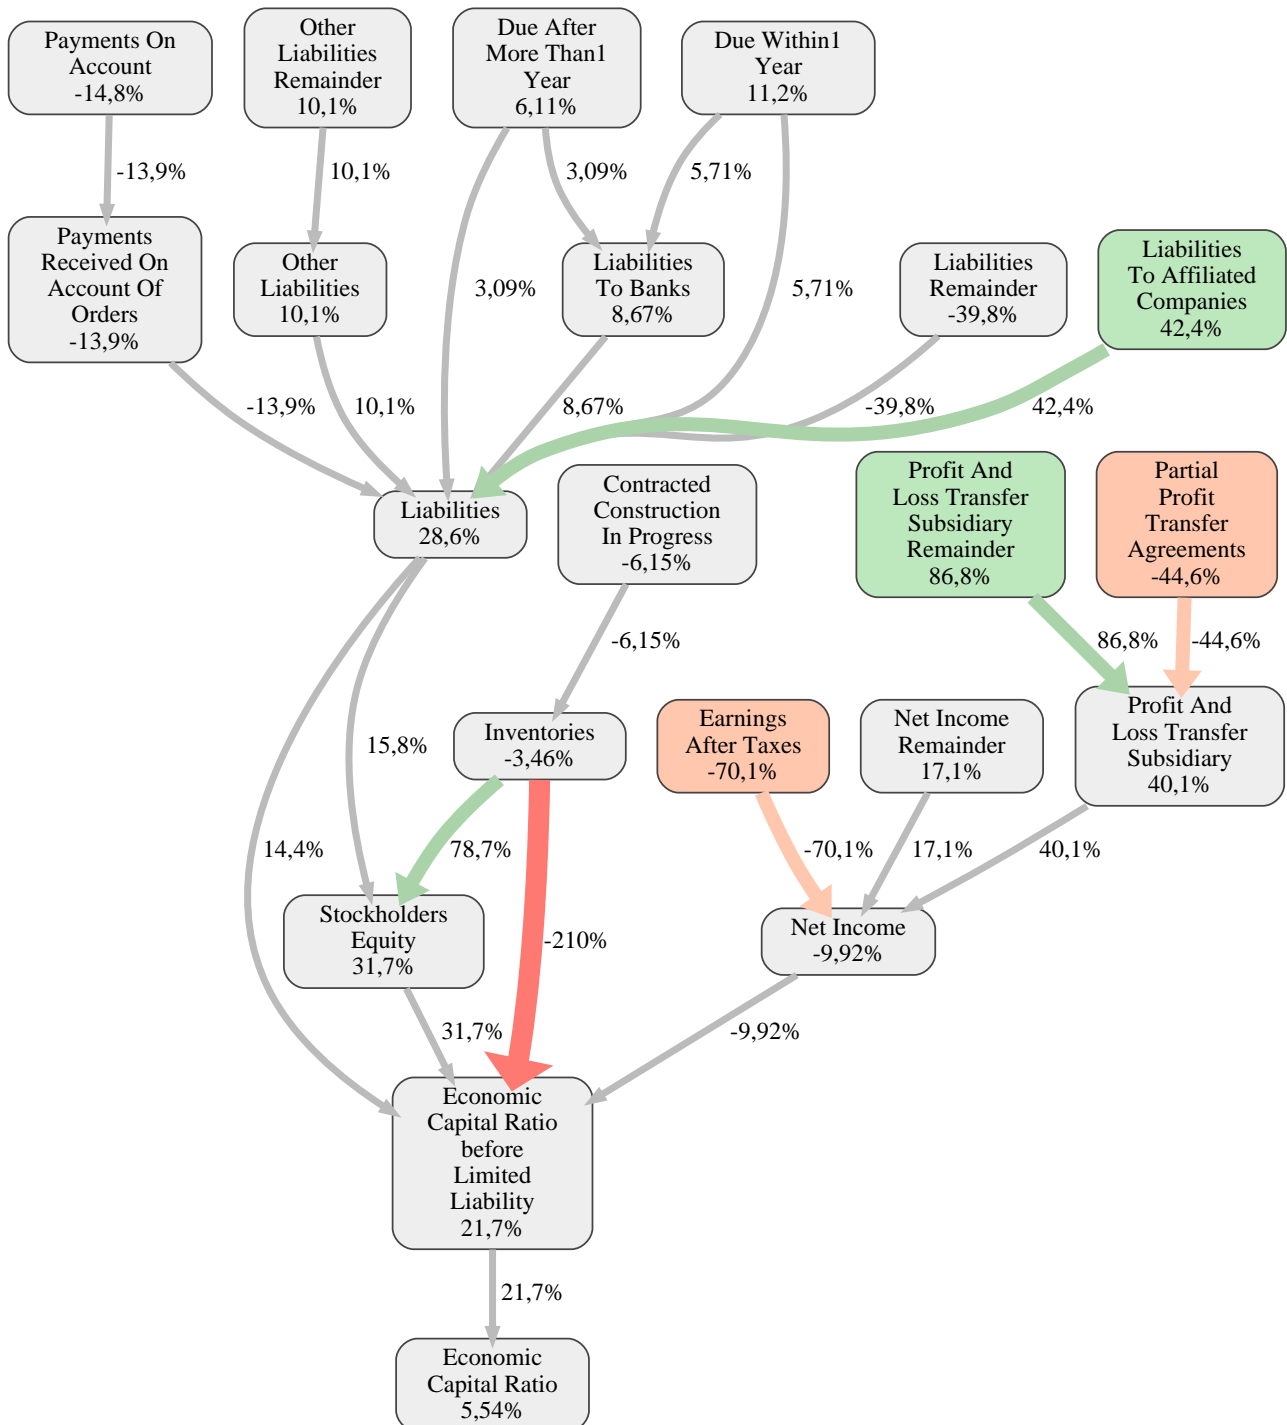 Payments On
Account
-14,8%
Other
Liabilities
Remainder
10,1%
Due After
More Than1
Year
6,11%
Due Within1
Year
11,2%
-13,9%
10,1%
3,09%
5,71%
Payments
Received On
Account Of
Orders
-13,9%
Other
Liabilities
10,1%
3,09%
Liabilities
To Banks
8,67%
5,71%
Liabilities
Remainder
-39,8%
Liabilities
To Affiliated
Companies
42,4%
-13,9%
10,1%
8,67%
-39,8%
42,4%
Liabilities
28,6%
Contracted
Construction
In Progress
-6,15%
Profit And
Loss Transfer
Subsidiary
Remainder
86,8%
Partial
Profit
Transfer
Agreements
-44,6%
-6,15%
86,8%
-44,6%
15,8%
Inventories
-3,46%
Earnings
After Taxes
-70,1%
Net Income
Remainder
17,1%
Profit And
Loss Transfer
Subsidiary
40,1%
14,4%
78,7%
-70,1%
17,1%
40,1%
Stockholders
Equity
31,7%
-210%
Net Income
-9,92%
31,7%
-9,92%
Economic
Capital Ratio
before
Limited
Liability
21,7%
21,7%
Economic
Capital Ratio
5,54%